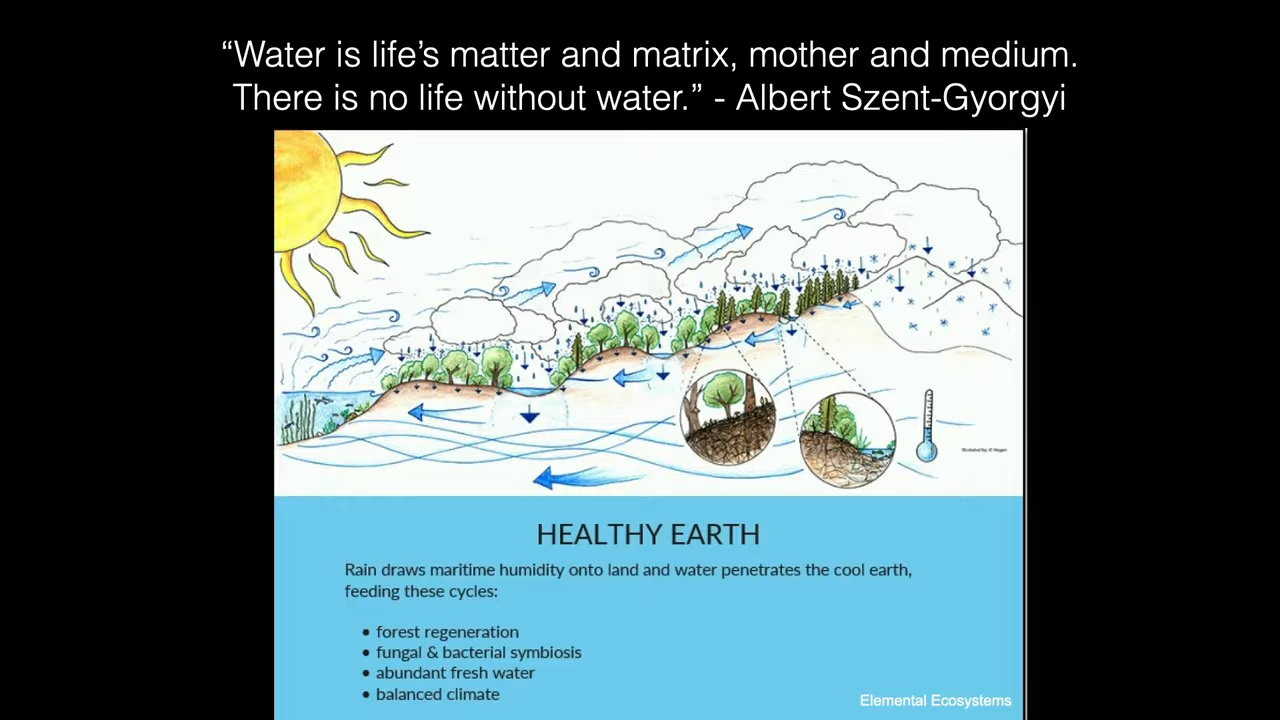 “Water is life’s matter and matrix, mother and medium.
There is no life without water.” - Albert Szent-Gyorgyi
HEALTHY EARTH
Rain draws maritime humidity onto land and water penetrates the cool earth,
feeding these cycles:
• forest regeneration
• fungal & bacterial symbiosis
• abundant fresh water
• balanced climate
Elemental Ecosystems